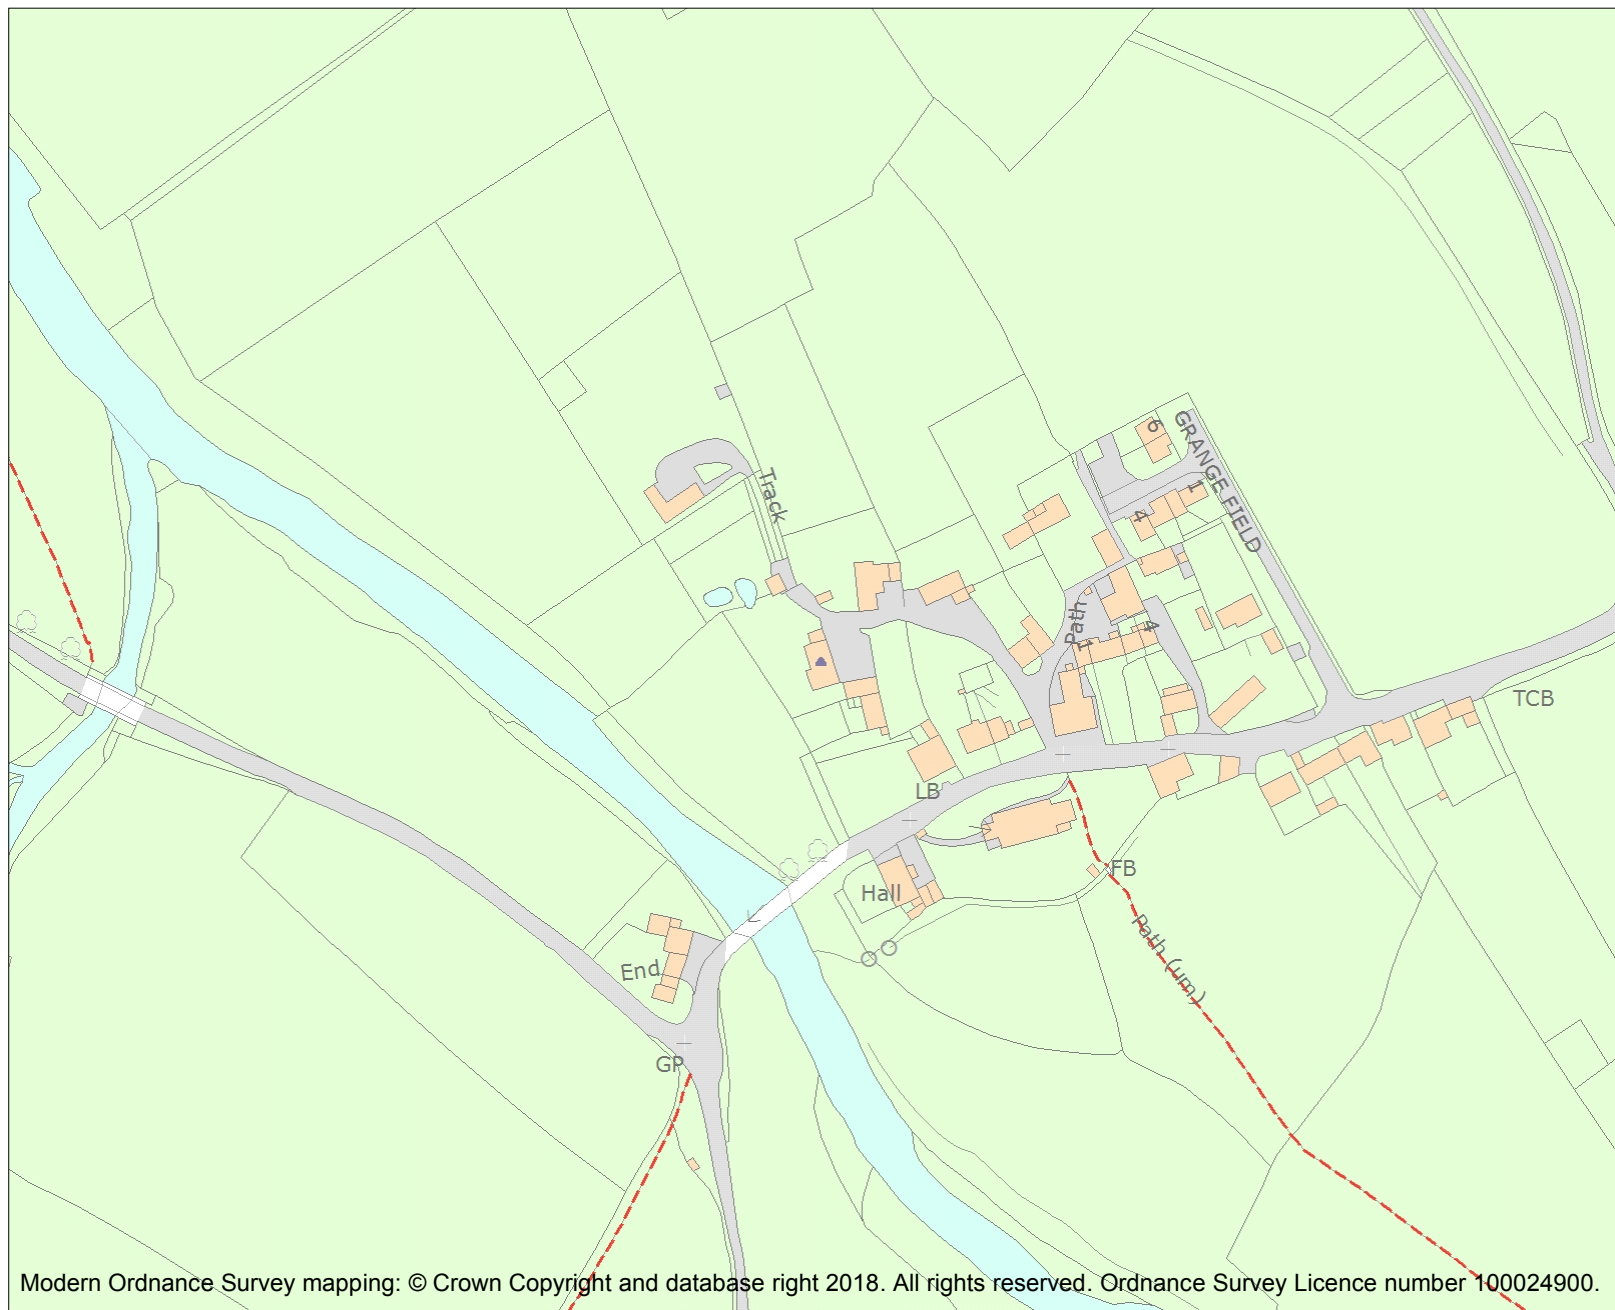 6
GRANGE FIELD
Track
1
4
Path
4
1
TCB
LB
FB
Hall
Path (um)
End
GP
Modern Ordnance Survey mapping: © Crown Copyright and database right 2018. All rights reserved. Ordnance Survey Licence number 100024900.